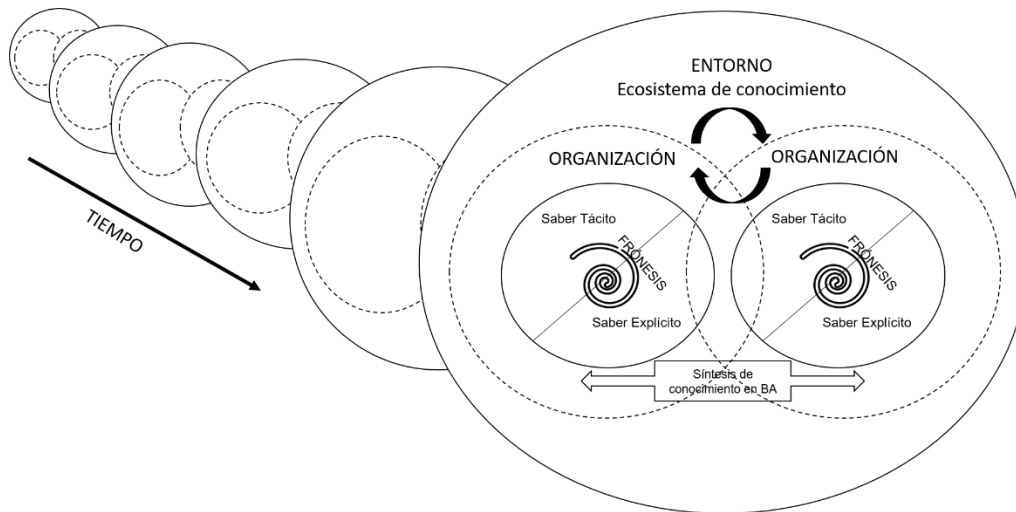 ENTORNO
Ecosistema de conocimiento
ORGANIZACIÓN
ORGANIZACIÓN
Saber Tácito
FRÓNESIS
Saber Explícito
Saber Tácito
FRÓNESIS
Saber Explícito
Síntesis de
conocimiento en BA
TIEMPO